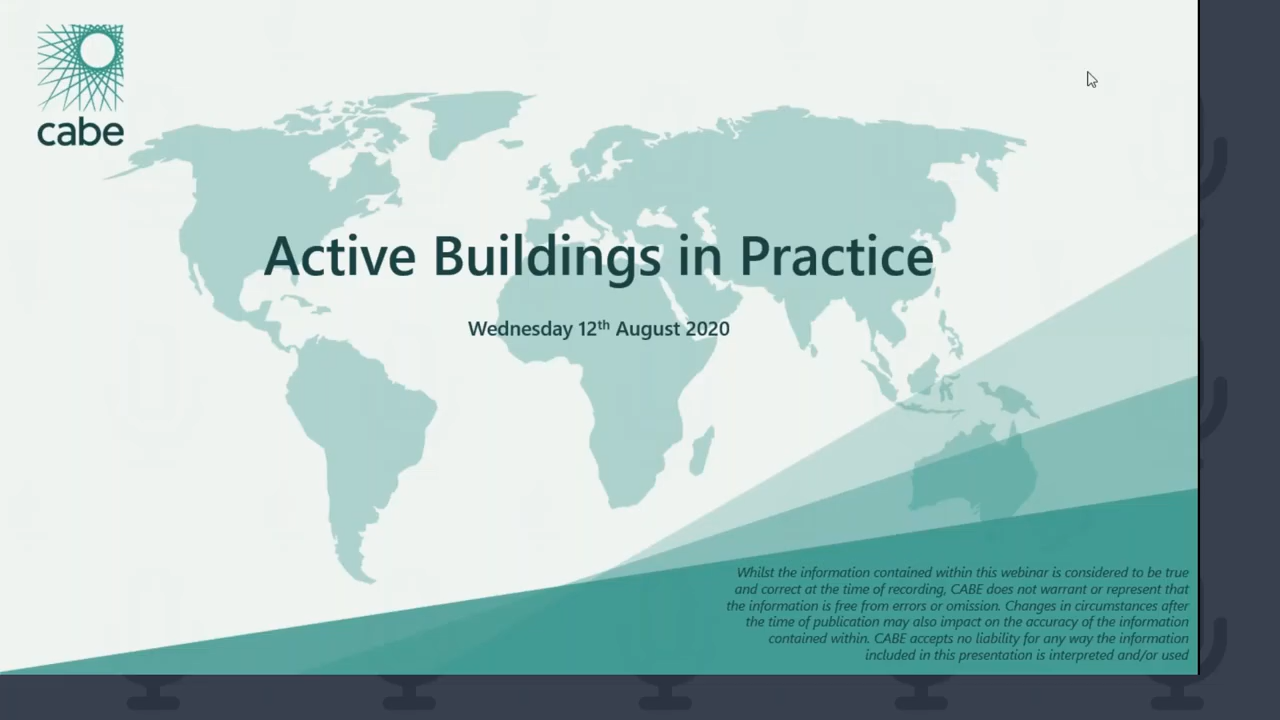 cabe
Active Buildings in Practice
Wednesday 12th August 2020
Whilst the information contained within this webinar is considered to be true
and correct at the time of recording, CABE does not warrant or represent that
the information is free from errors or omission. Changes in circumstances after
the time of publication may also impact on the accuracy of the information
contained within. CABE accepts no liability for any way the information
included in this presentation is interpreted and/or used